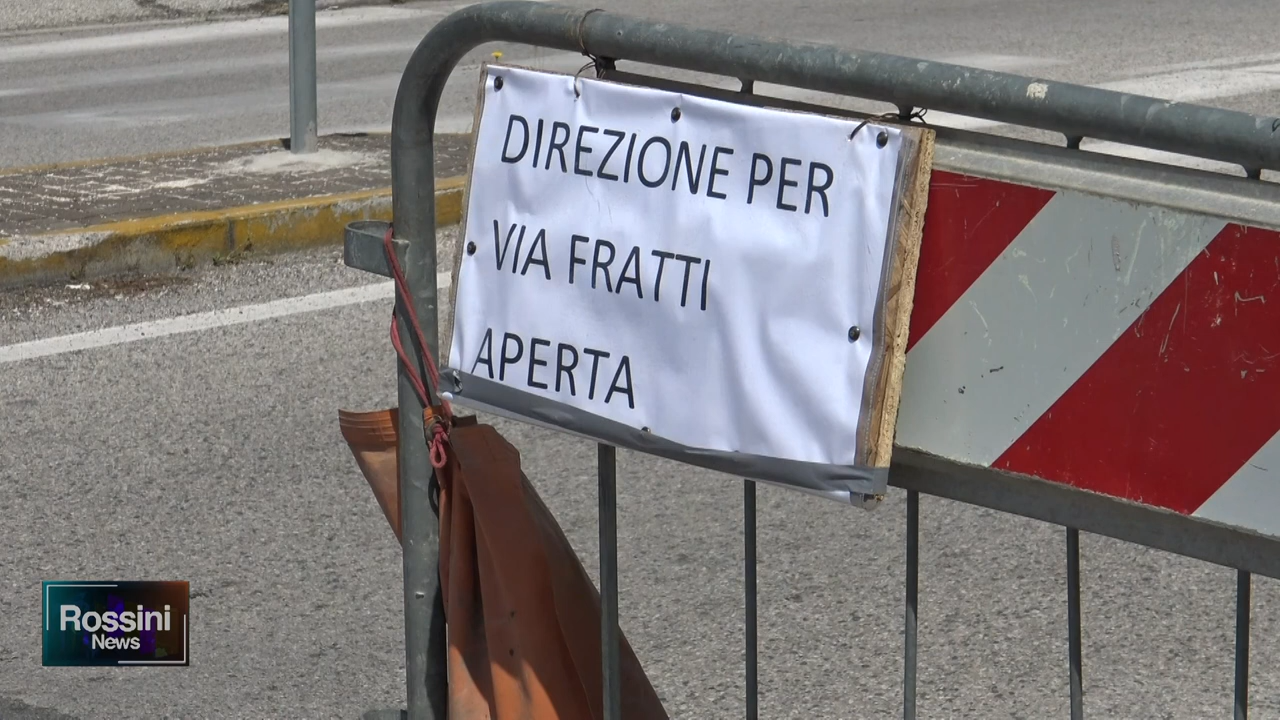 DIREZIONE PER
VIA FRATTI
APERTA
Rossini
News